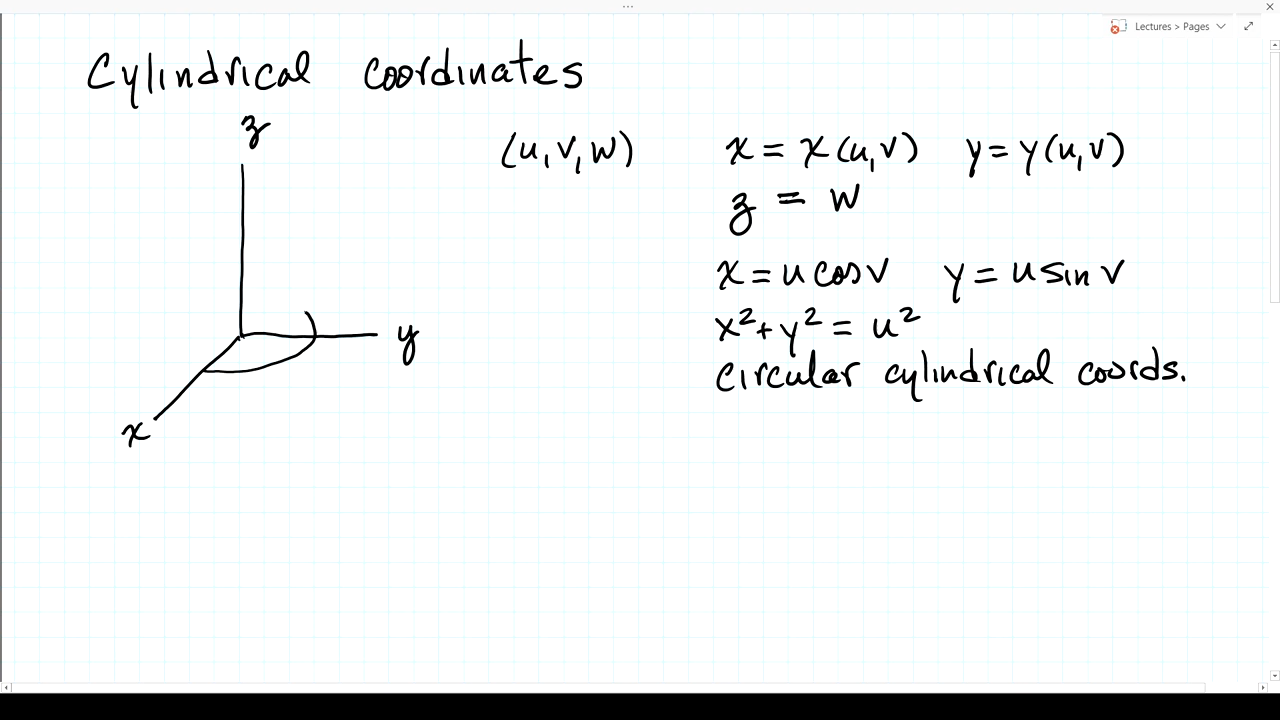 Lectures > Pages
Cylindrical coordinates
z
(u,v,w)
x = x(u,v) y = y(u,v)
z = w
x = u cos v y = u sin v
x² + y² = u²
circular cylindrical coords.
y
x